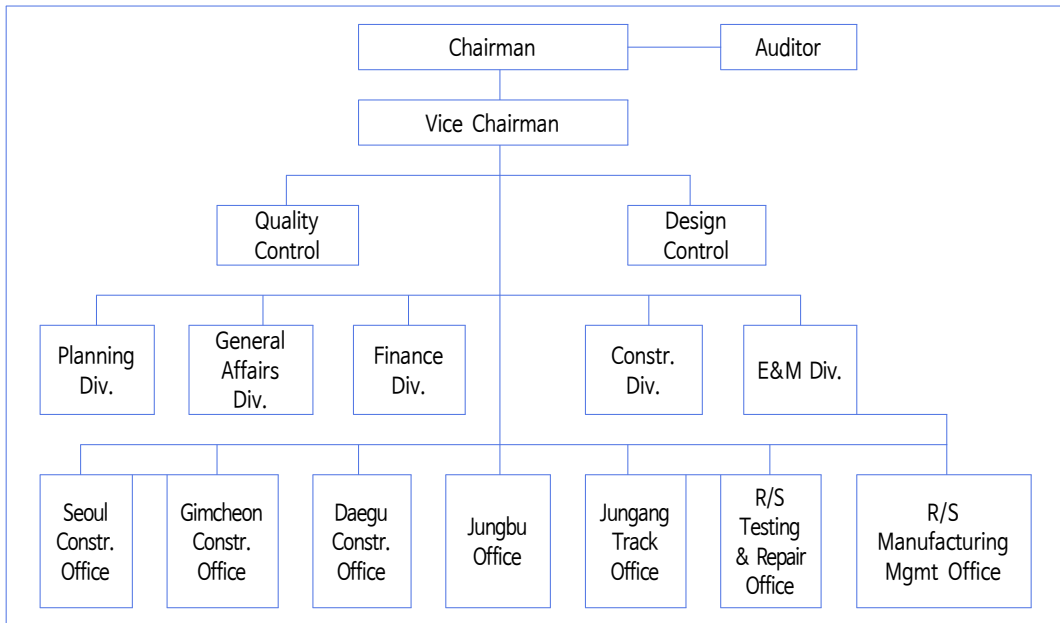 Chairman
Auditor
Vice Chairman
Quality
Control
Design
Control
Planning
Div.
General
Affairs
Div.
Finance
Div.
Constr.
Div.
E&M Div.
Seoul
Constr.
Office
Gimcheon
Constr.
Office
Daegu
Constr.
Office
Jungbu
Office
Jungang
Track
Office
R/S
Testing
& Repair
Office
R/S
Manufacturing
Mgmt Office